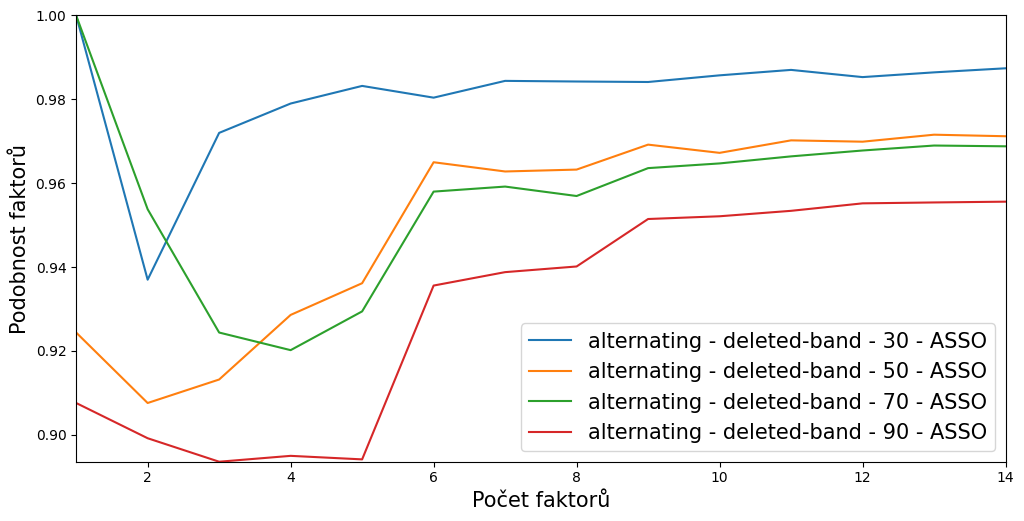 1.00
0.98
0.96
0.94
0.92
0.90
Podobnost faktorů
alternating - deleted-band - 30 - ASSO
alternating - deleted-band - 50 - ASSO
alternating - deleted-band - 70 - ASSO
alternating - deleted-band - 90 - ASSO
2 4 6 8 10 12 14
Počet faktorů